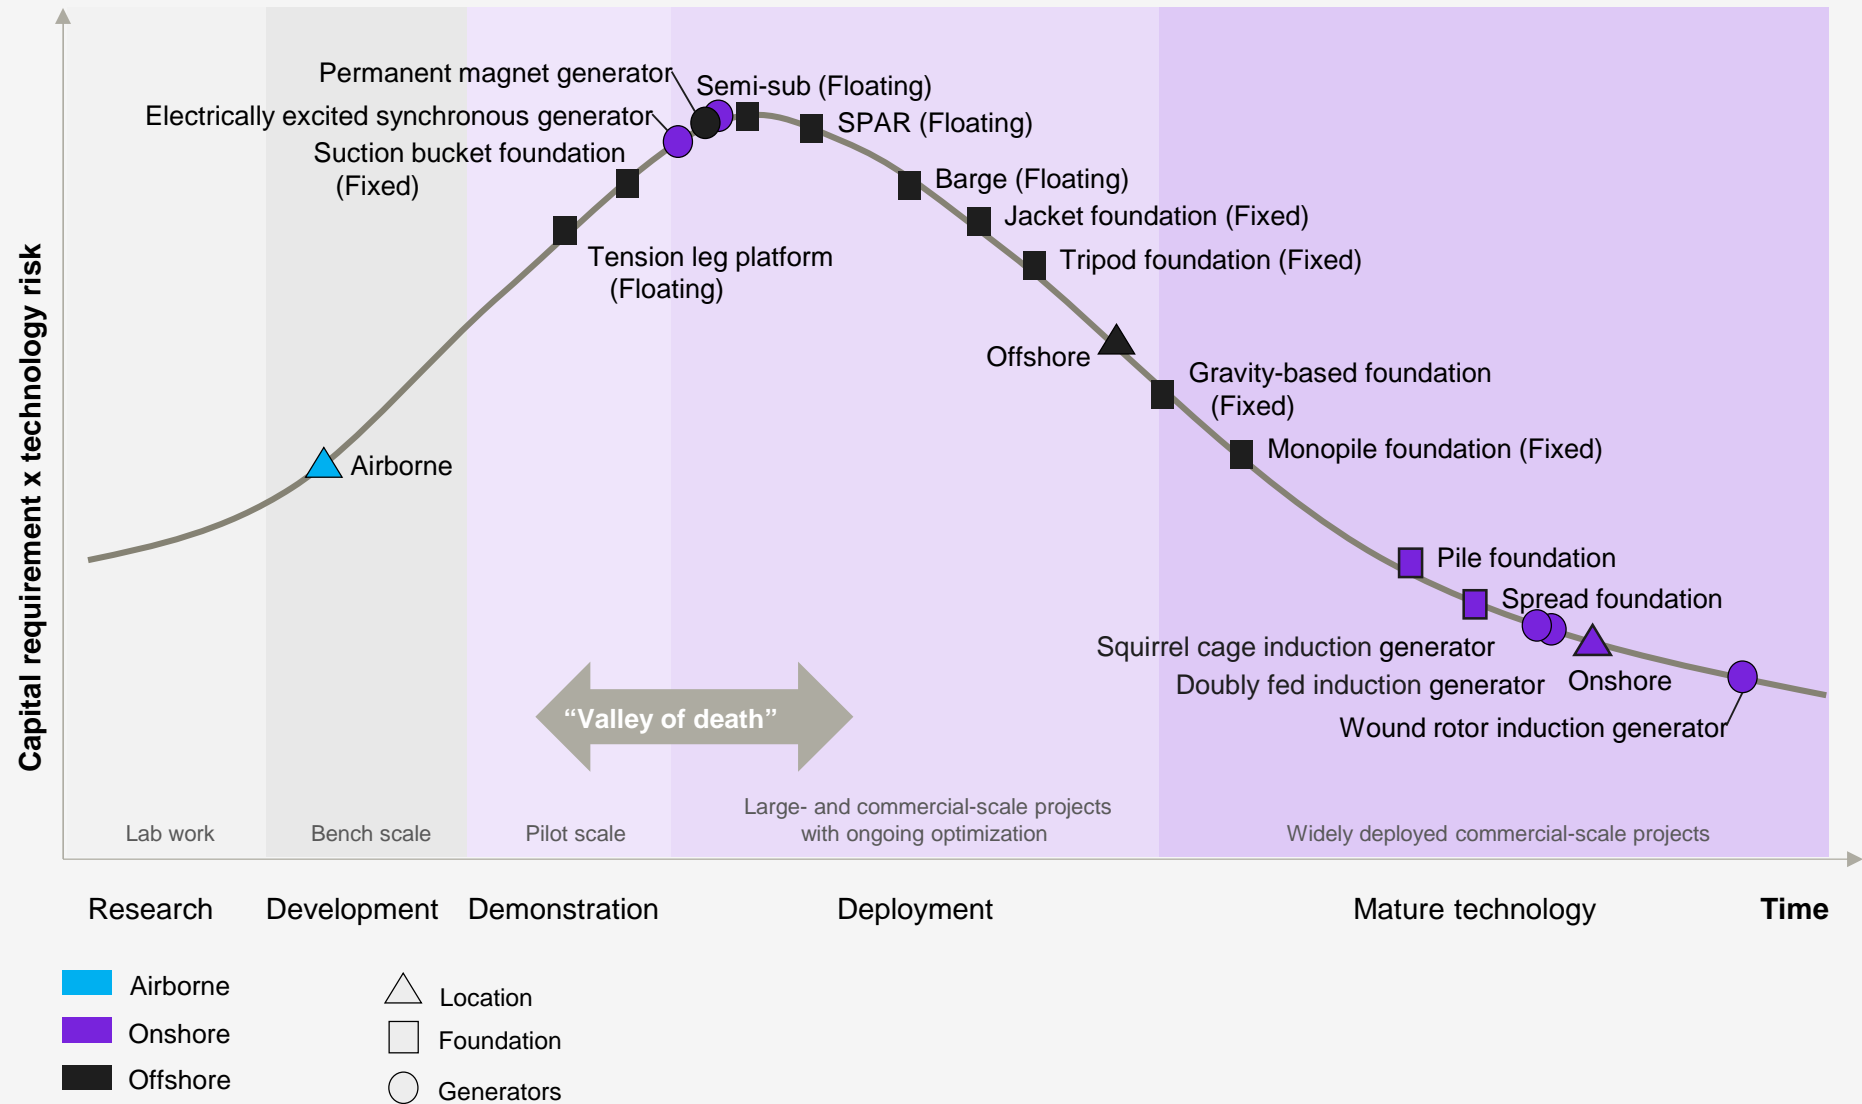 Permanent magnet generator
Semi-sub (Floating)
Electrically excited synchronous generator
SPAR (Floating)
Suction bucket foundation
(Fixed)
Barge (Floating)
Jacket foundation (Fixed)
Tension leg platform
(Floating)
Tripod foundation (Fixed)
Offshore
Gravity-based foundation
(Fixed)
Airborne
Monopile foundation (Fixed)
Pile foundation
Spread foundation
Squirrel cage induction generator
Doubly fed induction generator
Onshore
Wound rotor induction generator
Capital requirement x technology risk
“Valley of death”
Lab work
Bench scale
Pilot scale
Large- and commercial-scale projects
with ongoing optimization
Widely deployed commercial-scale projects
Research
Development
Demonstration
Deployment
Mature technology
Time
Airborne
Onshore
Offshore
Location
Foundation
Generators